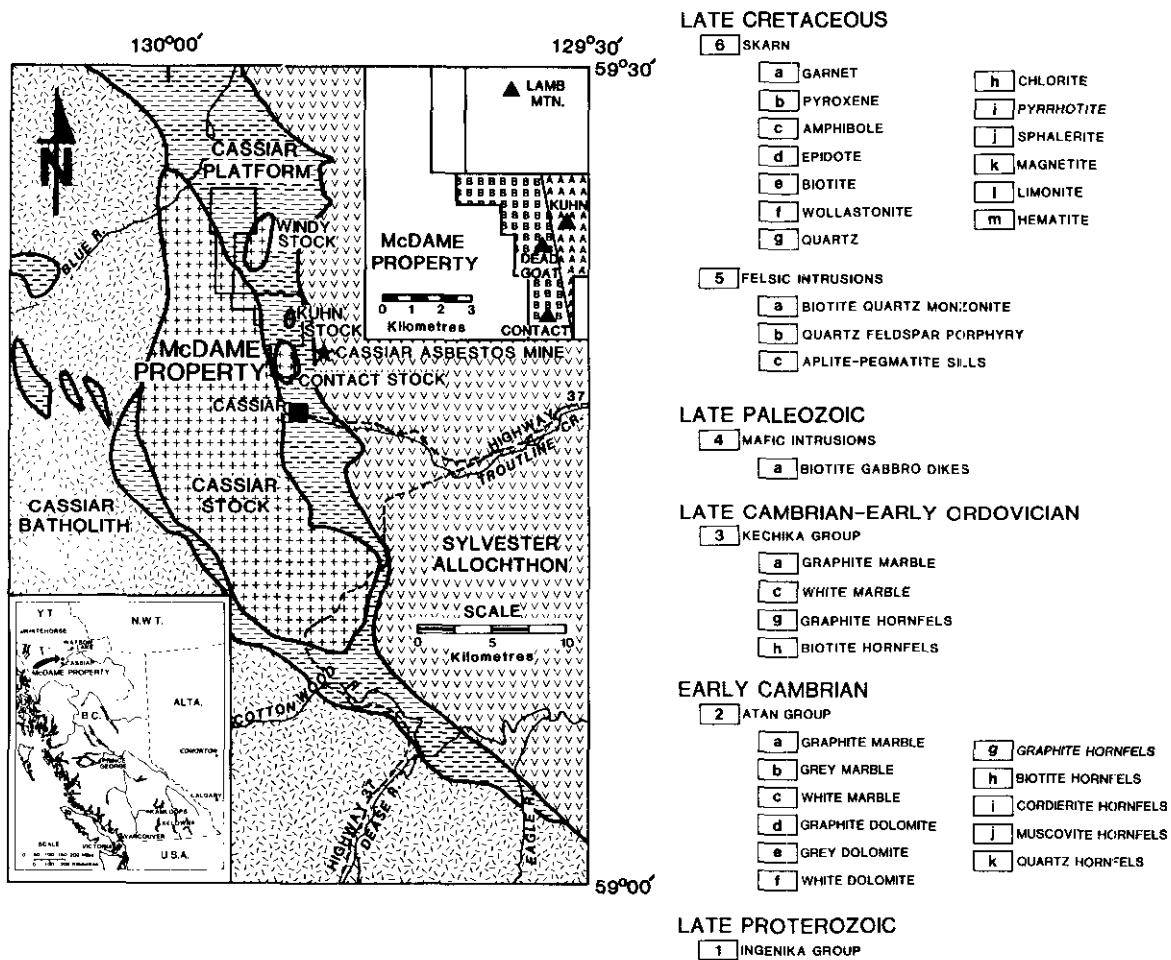 130°00'
129°30'
59°30'
N
CASSIAR
PLATFORM
BLUE R.
WINDY
STOCK
KUHN
STOCK
McDAME
PROPERTY
CASSIAR ASBESTOS MINE
CONTACT STOCK
CASSIAR
37
HIGHWAY
TROUTLINE CR.
CASSIAR
STOCK
CASSIAR
BATHOLITH
SYLVESTER
ALLOCHTHON
SCALE
0 5 10
Kilometres
COTTONWOOD R.
HIGHWAY 37
DEASE R.
EAGLE R.
59°00'
LAMB
MTN.
KUHN
McDAME
PROPERTY
DEAD
GOAT
0 1 2 3
Kilometres
CONTACT
Y.T.
N.W.T.
WHITEHORSE
WATSON
LAKE
CASSIAR
McDAME PROPERTY
ALTA.
B.C.
EDMONTON
PRINCE
GEORGE
CALGARY
KAMLOOPS
KELOWNA
VANCOUVER
VICTORIA
SCALE
U.S.A.
LATE CRETACEOUS
6 SKARN
a GARNET
b PYROXENE
c AMPHIBOLE
d EPIDOTE
e BIOTITE
f WOLLASTONITE
g QUARTZ
h CHLORITE
i PYRRHOTITE
j SPHALERITE
k MAGNETITE
l LIMONITE
m HEMATITE
5 FELSIC INTRUSIONS
a BIOTITE QUARTZ MONZONITE
b QUARTZ FELDSPAR PORPHYRY
c APLITE-PEGMATITE SILLS
LATE PALEOZOIC
4 MAFIC INTRUSIONS
a BIOTITE GABBRO DIKES
LATE CAMBRIAN-EARLY ORDOVICIAN
3 KECHIKA GROUP
a GRAPHITE MARBLE
c WHITE MARBLE
g GRAPHITE HORNFELS
h BIOTITE HORNFELS
EARLY CAMBRIAN
2 ATAN GROUP
a GRAPHITE MARBLE
b GREY MARBLE
c WHITE MARBLE
d GRAPHITE DOLOMITE
e GREY DOLOMITE
f WHITE DOLOMITE
g GRAPHITE HORNFELS
h BIOTITE HORNFELS
i CORDIERITE HORNFELS
j MUSCOVITE HORNFELS
k QUARTZ HORNFELS
LATE PROTEROZOIC
1 INGENIKA GROUP